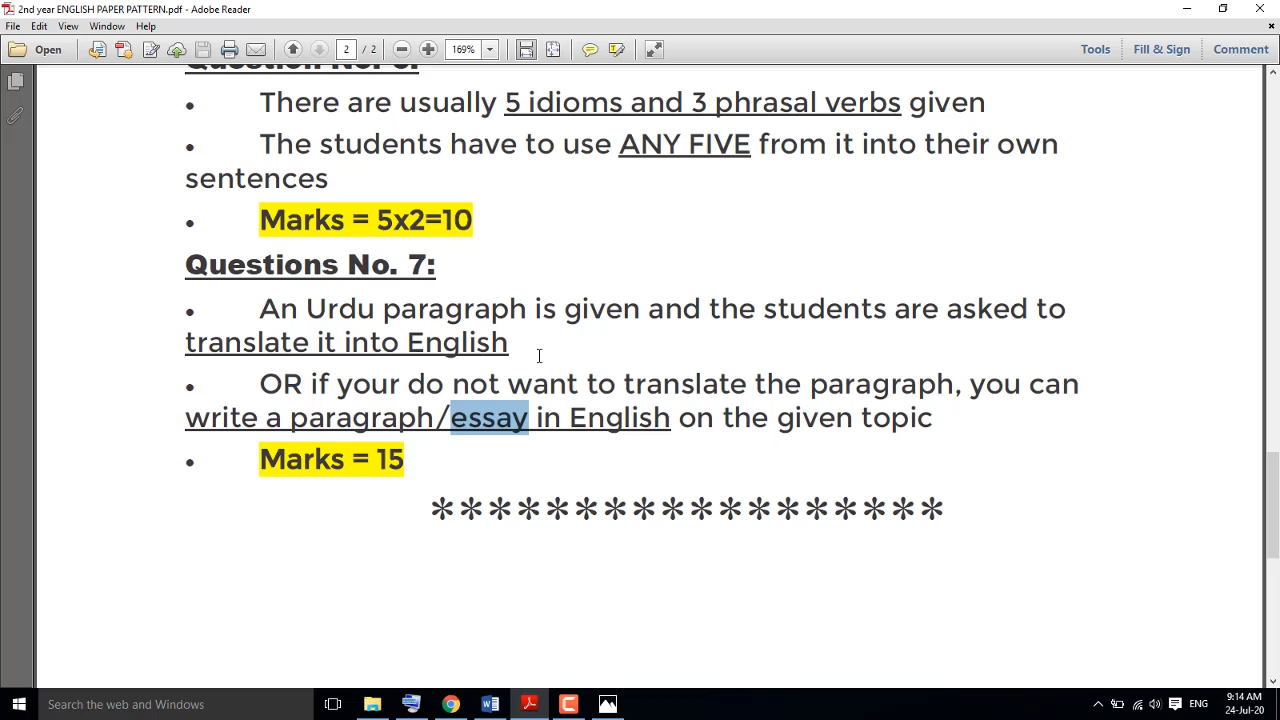 2nd year ENGLISH PAPER PATTERN.pdf - Adobe Reader
File Edit View Window Help
Open 2 / 2 169% Tools Fill & Sign Comment
• There are usually 5 idioms and 3 phrasal verbs given
• The students have to use ANY FIVE from it into their own
sentences
• Marks = 5x2=10
Questions No. 7:
• An Urdu paragraph is given and the students are asked to
translate it into English
• OR if your do not want to translate the paragraph, you can
write a paragraph/essay in English on the given topic
• Marks = 15
******************
Search the web and Windows
ENG
9:14 AM
24-Jul-20